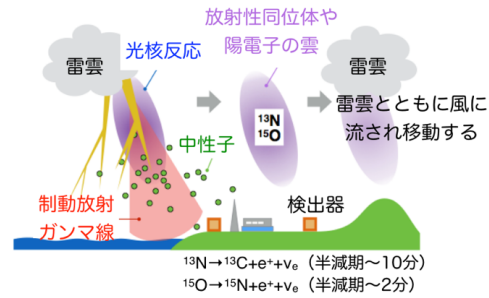 放射性同位体や
陽電子の雲
光核反応
雷雲
雷雲
¹³N
¹⁵O
雷雲とともに風に
流され移動する
中性子
制動放射
ガンマ線
検出器
¹³N→¹³C+e⁺+νₑ（半減期〜10分）
¹⁵O→¹⁵N+e⁺+νₑ（半減期〜2分）